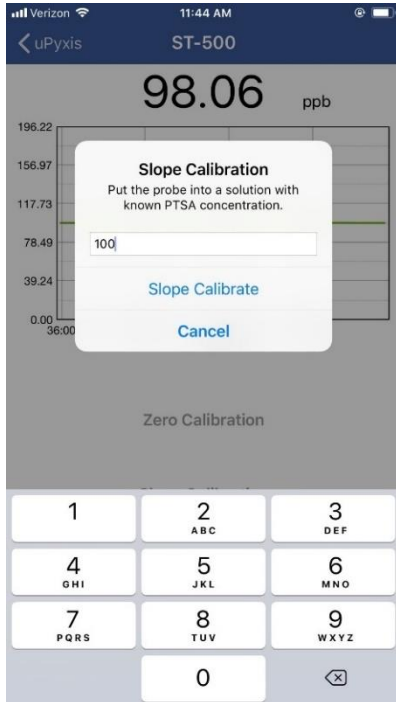 Verizon 11:44 AM
uPyxis ST-500
98.06 ppb
196.22
156.97
117.73
78.49
39.24
0.00
36:00
Slope Calibration
Put the probe into a solution with
known PTSA concentration.
100
Slope Calibrate
Cancel
Zero Calibration
1 2 3
ABC DEF
4 5 6
GHI JKL MNO
7 8 9
PQRS TUV WXYZ
0